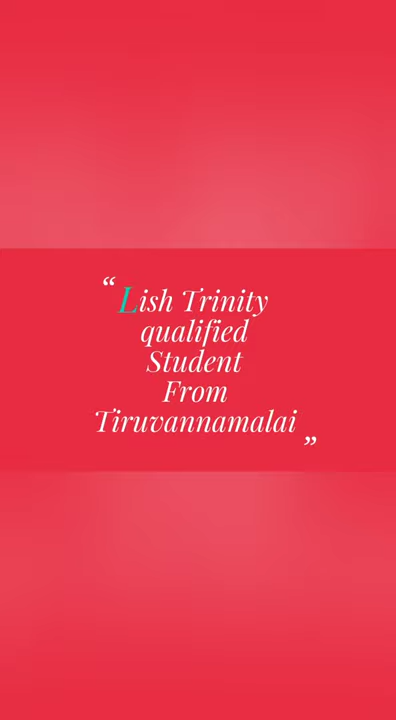 “ Lish Trinity
qualified
Student
From
Tiruvannamalai ”